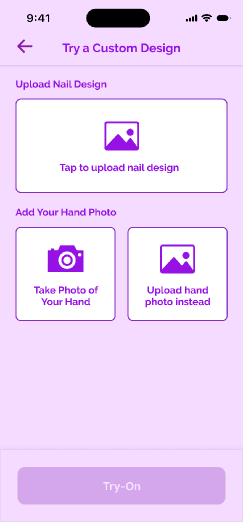 9:41
Try a Custom Design
Upload Nail Design
Tap to upload nail design
Add Your Hand Photo
Take Photo of
Your Hand
Upload hand
photo instead
Try-On